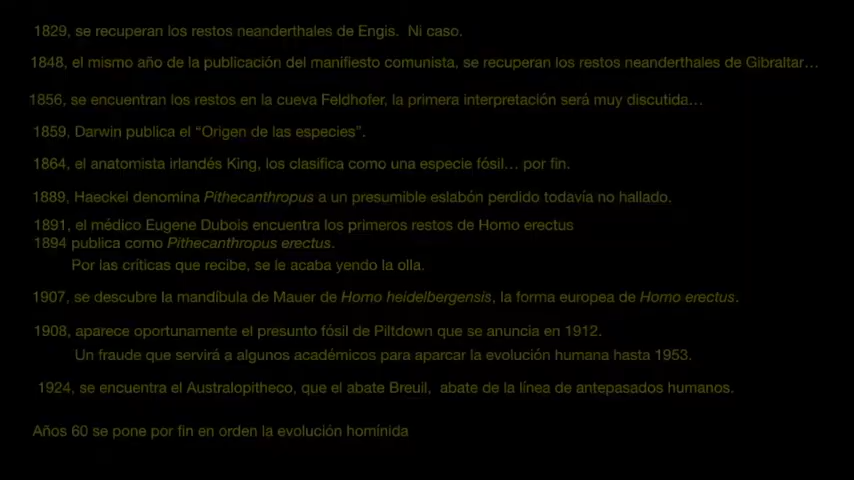 1829, se recuperan los restos neanderthales de Engis.  Ni caso.
1848, el mismo año de la publicación del manifiesto comunista, se recuperan los restos neanderthales de Gibraltar…
1856, se encuentran los restos en la cueva Feldhofer, la primera interpretación será muy discutida…
1859, Darwin publica el “Origen de las especies”.
1864, el anatomista irlandés King, los clasifica como una especie fósil… por fin.
1889, Haeckel denomina Pithecanthropus a un presumible eslabón perdido todavía no hallado.
1891, el médico Eugene Dubois encuentra los primeros restos de Homo erectus
1894 publica como Pithecanthropus erectus.
Por las críticas que recibe, se le acaba yendo la olla.
1907, se descubre la mandíbula de Mauer de Homo heidelbergensis, la forma europea de Homo erectus.
1908, aparece oportunamente el presunto fósil de Piltdown que se anuncia en 1912.
Un fraude que servirá a algunos académicos para aparcar la evolución humana hasta 1953.
1924, se encuentra el Australopitheco, que el abate Breuil,  abate de la línea de antepasados humanos.
Años 60 se pone por fin en orden la evolución homínida